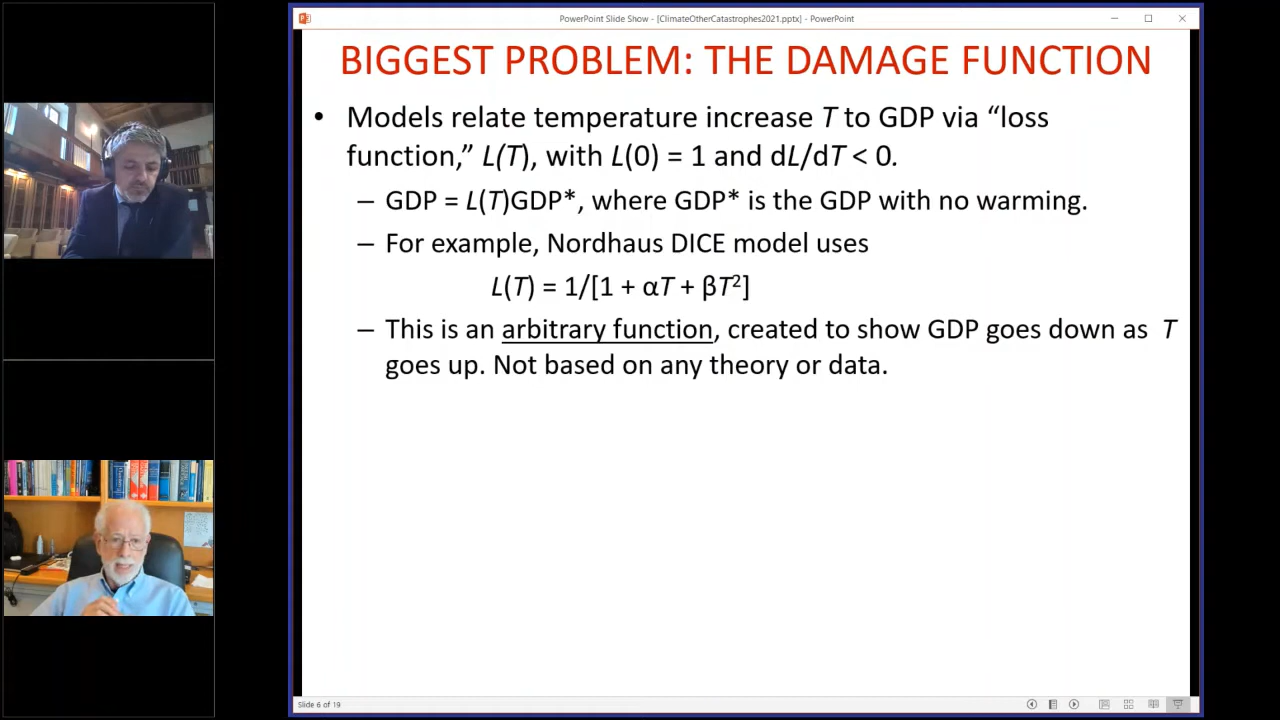 PowerPoint Slide Show - [ClimateOtherCatastrophes2021.pptx] - PowerPoint
BIGGEST PROBLEM: THE DAMAGE FUNCTION
• Models relate temperature increase T to GDP via “loss
function,” L(T), with L(0) = 1 and dL/dT < 0.
– GDP = L(T)GDP*, where GDP* is the GDP with no warming.
– For example, Nordhaus DICE model uses
L(T) = 1/[1 + αT + βT²]
– This is an arbitrary function, created to show GDP goes down as T
goes up. Not based on any theory or data.
Slide 6 of 19